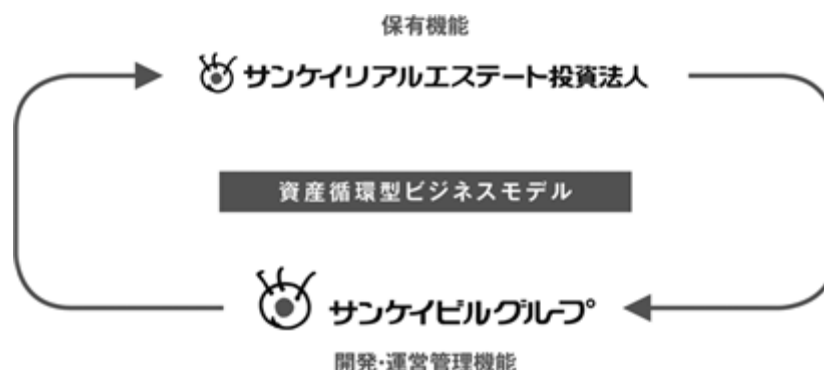 保有機能
サンケイリアルエステート投資法人
資産循環型ビジネスモデル
サンケイビルグループ
開発・運営管理機能